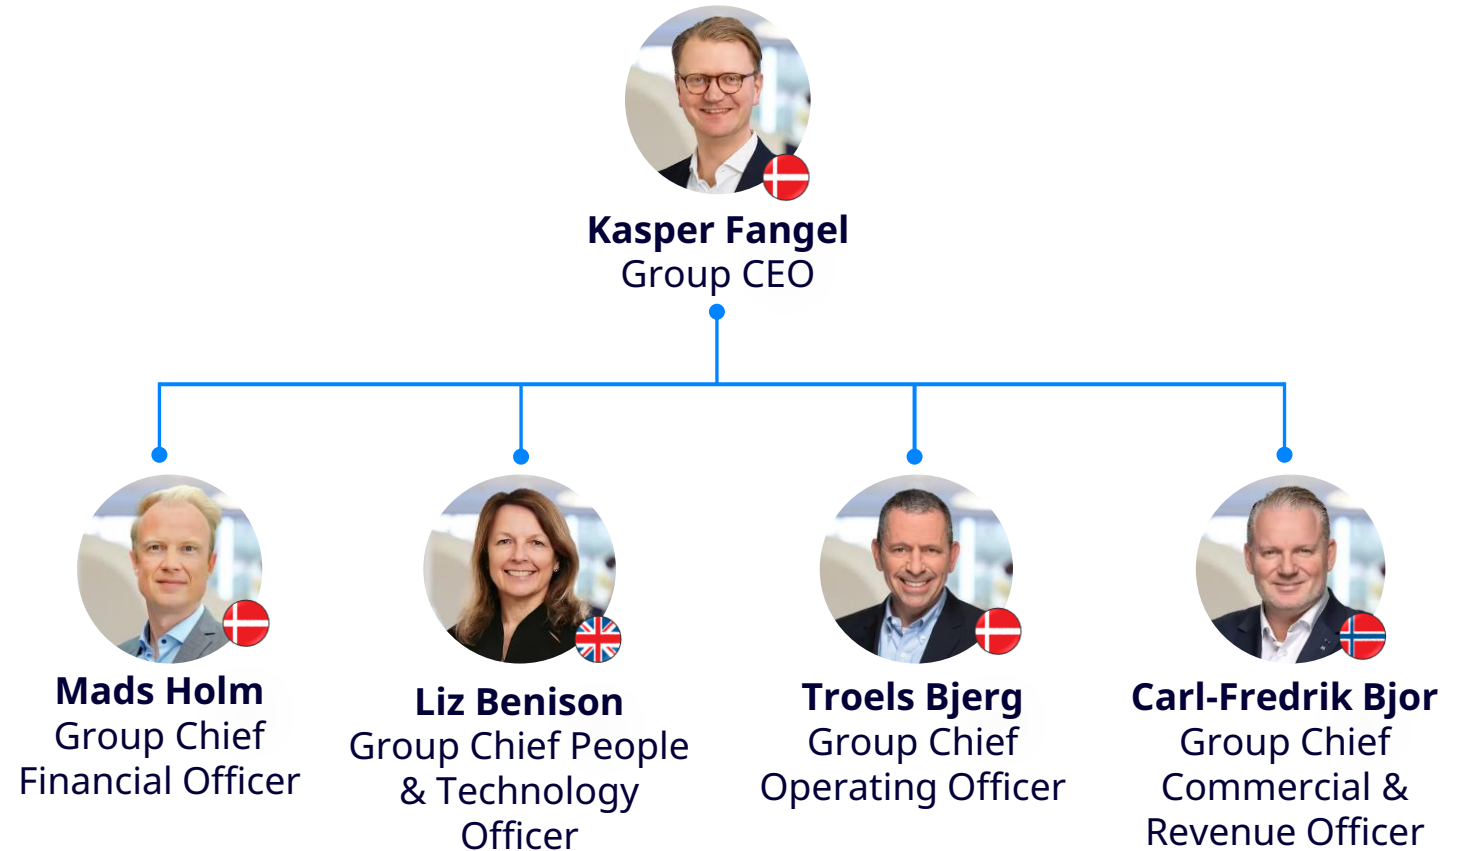 Kasper Fangel
Group CEO
Mads Holm
Group Chief
Financial Officer
Liz Benison
Group Chief People
& Technology
Officer
Troels Bjerg
Group Chief
Operating Officer
Carl-Fredrik Bjor
Group Chief
Commercial &
Revenue Officer